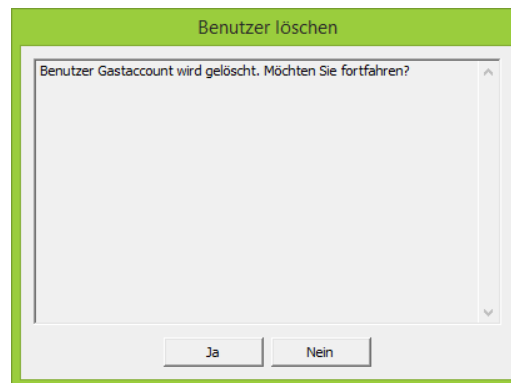 Benutzer löschen
Benutzer Gastaccount wird gelöscht. Möchten Sie fortfahren?
Ja
Nein